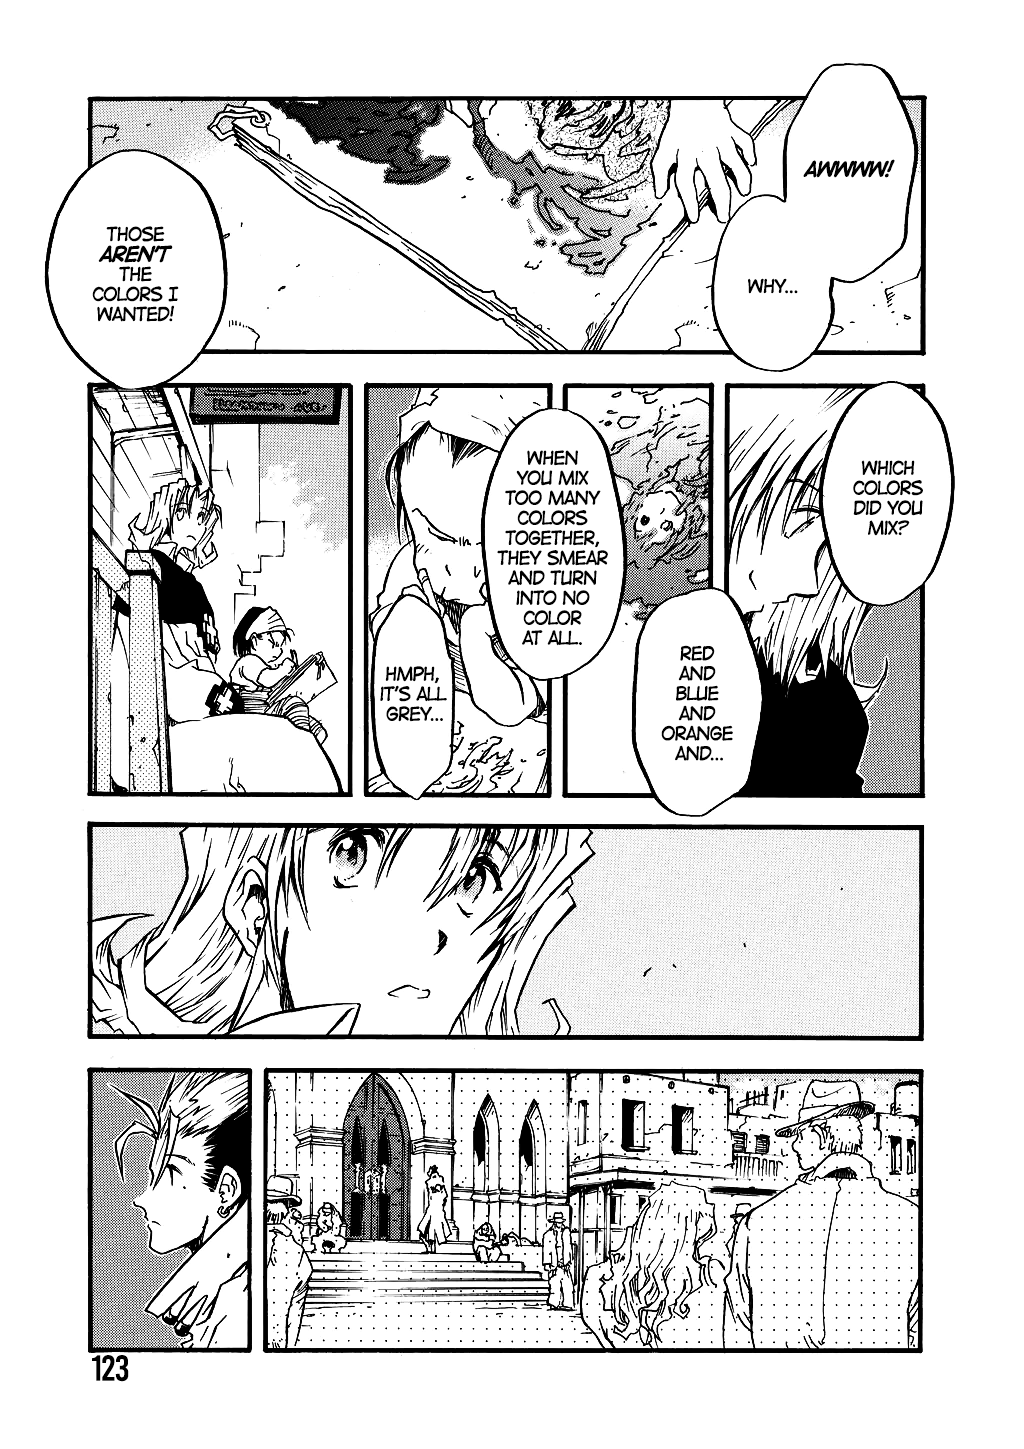 AWWWW!
WHY...
THOSE
AREN'T
THE
COLORS I
WANTED!
WHICH
COLORS
DID YOU
MIX?
RED
AND
BLUE
AND
ORANGE
AND...
WHEN
YOU MIX
TOO MANY
COLORS
TOGETHER,
THEY SMEAR
AND TURN
INTO NO
COLOR
AT ALL.
HMPH,
IT'S ALL
GREY...
123